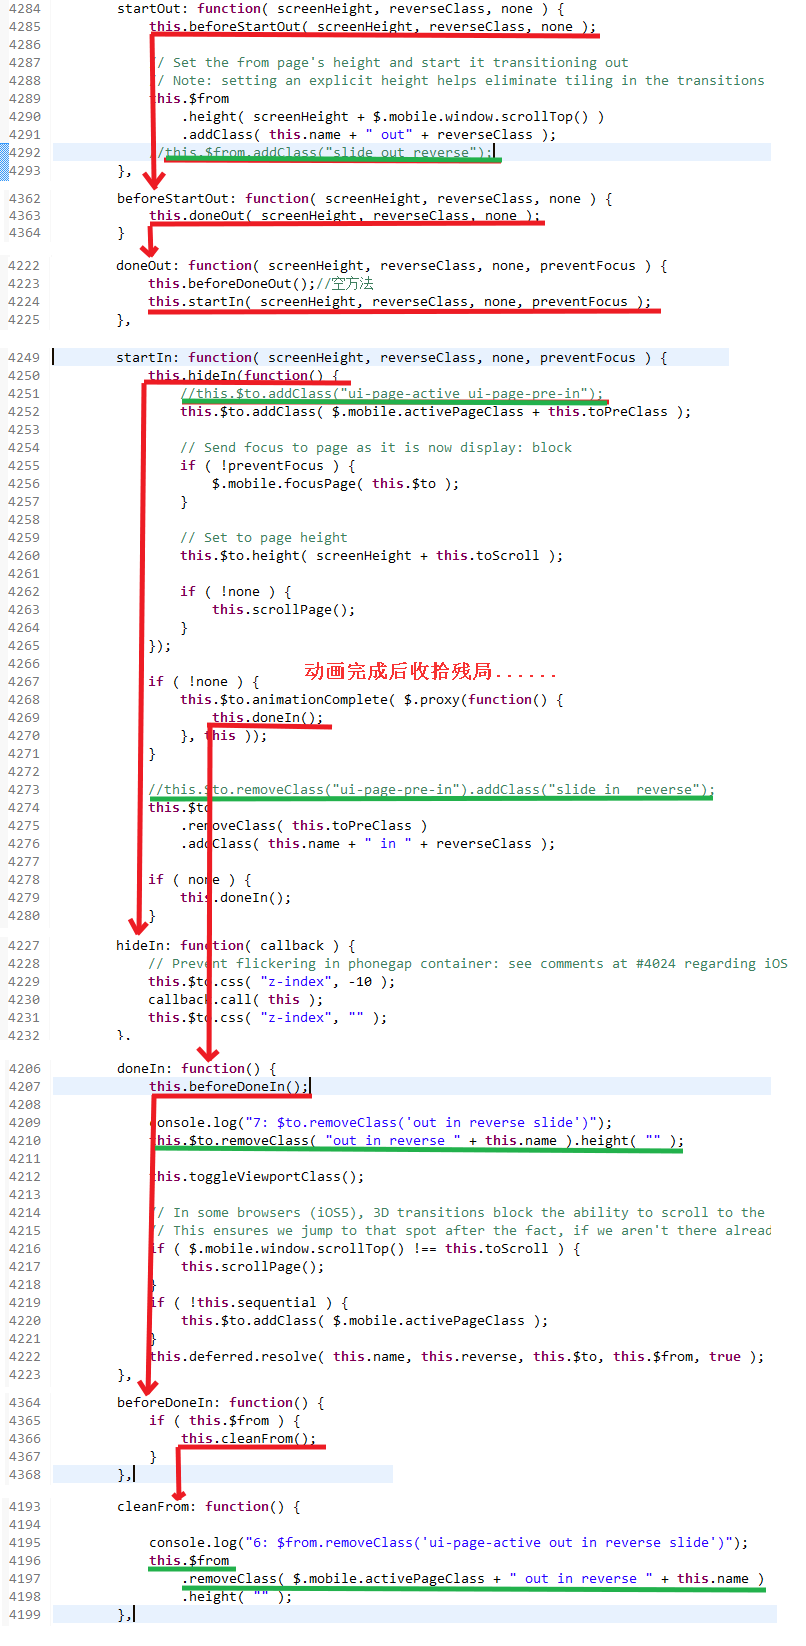 4284 startOut: function( screenHeight, reverseClass, none ) {
4285 this.beforeStartOut( screenHeight, reverseClass, none );
4286
4287 // Set the from page's height and start it transitioning out
4288 // Note: setting an explicit height helps eliminate tiling in the transitions
4289 this.$from
4290 .height( screenHeight + $.mobile.window.scrollTop() )
4291 .addClass( this.name + " out" + reverseClass );
4292 //this.$from.addClass("slide out reverse");
4293 },
4362 beforeStartOut: function( screenHeight, reverseClass, none ) {
4363 this.doneOut( screenHeight, reverseClass, none );
4364 }
4222 doneOut: function( screenHeight, reverseClass, none, preventFocus ) {
4223 this.beforeDoneOut();//空方法
4224 this.startIn( screenHeight, reverseClass, none, preventFocus );
4225 },
4249 startIn: function( screenHeight, reverseClass, none, preventFocus ) {
4250 this.hideIn(function() {
4251 //this.$to.addClass("ui-page-active ui-page-pre-in");
4252 this.$to.addClass( $.mobile.activePageClass + this.toPreClass );
4253
4254 // Send focus to page as it is now display: block
4255 if ( !preventFocus ) {
4256 $.mobile.focusPage( this.$to );
4257 }
4258
4259 // Set to page height
4260 this.$to.height( screenHeight + this.toScroll );
4261
4262 if ( !none ) {
4263 this.scrollPage();
4264 }
4265 });
4266
动画完成后收拾残局......
4267 if ( !none ) {
4268 this.$to.animationComplete( $.proxy(function() {
4269 this.doneIn();
4270 }, this ));
4271 }
4272
4273 //this.$to.removeClass("ui-page-pre-in").addClass("slide in  reverse");
4274 this.$to
4275 .removeClass( this.toPreClass )
4276 .addClass( this.name + " in " + reverseClass );
4277
4278 if ( none ) {
4279 this.doneIn();
4280 }
4227 hideIn: function( callback ) {
4228 // Prevent flickering in phonegap container: see comments at #4024 regarding iOS
4229 this.$to.css( "z-index", -10 );
4230 callback.call( this );
4231 this.$to.css( "z-index", "" );
4232 },
4206 doneIn: function() {
4207 this.beforeDoneIn();
4208
4209 console.log("7: $to.removeClass('out in reverse slide')");
4210 this.$to.removeClass( "out in reverse " + this.name ).height( "" );
4211
4212 this.toggleViewportClass();
4213
4214 // In some browsers (iOS5), 3D transitions block the ability to scroll to the
4215 // This ensures we jump to that spot after the fact, if we aren't there alread
4216 if ( $.mobile.window.scrollTop() !== this.toScroll ) {
4217 this.scrollPage();
4218 }
4219 if ( !this.sequential ) {
4220 this.$to.addClass( $.mobile.activePageClass );
4221 }
4222 this.deferred.resolve( this.name, this.reverse, this.$to, this.$from, true );
4223 },
4364 beforeDoneIn: function() {
4365 if ( this.$from ) {
4366 this.cleanFrom();
4367 }
4368 },
4193 cleanFrom: function() {
4194
4195 console.log("6: $from.removeClass('ui-page-active out in reverse slide')");
4196 this.$from
4197 .removeClass( $.mobile.activePageClass + " out in reverse " + this.name )
4198 .height( "" );
4199 },